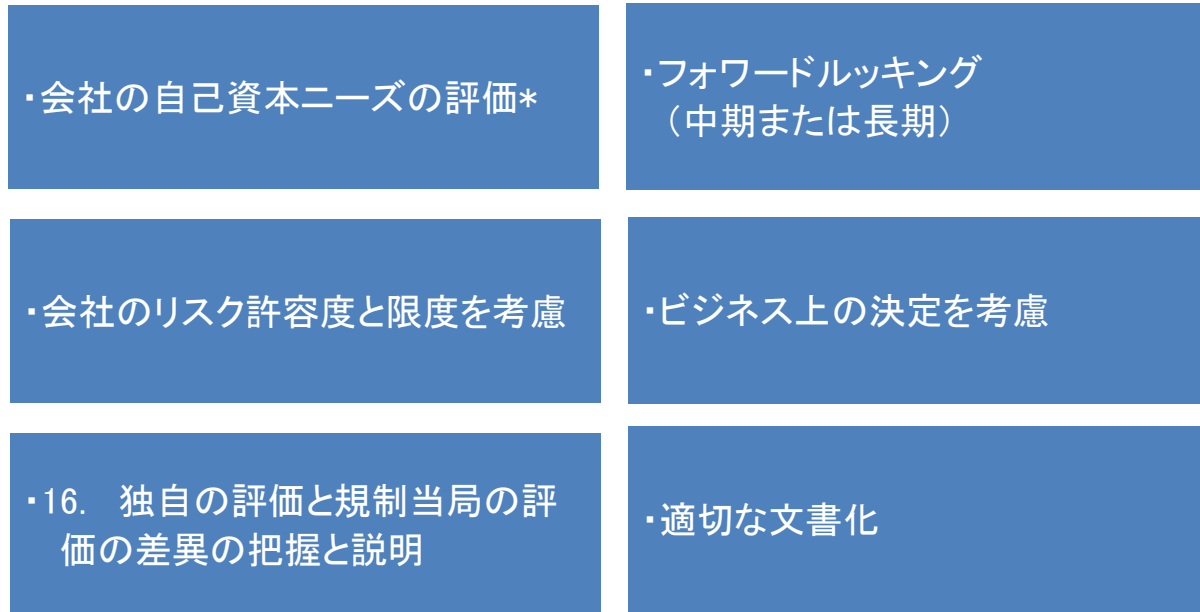 ・会社の自己資本ニーズの評価*
・フォワードルッキング
（中期または長期）
・会社のリスク許容度と限度を考慮
・ビジネス上の決定を考慮
・16. 独自の評価と規制当局の評
価の差異の把握と説明
・適切な文書化